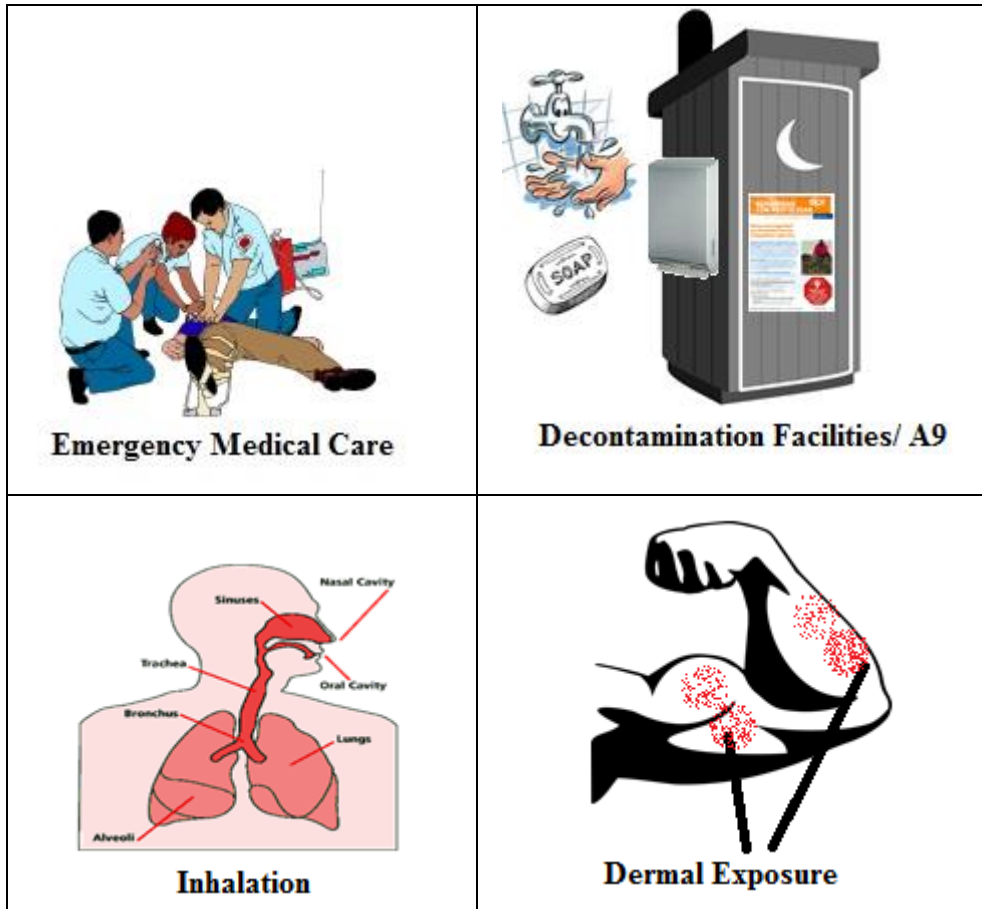 Emergency Medical Care
SOAP
Decontamination Facilities/ A9
Nasal Cavity
Sinuses
Oral Cavity
Trachea
Bronchus
Lungs
Alveoli
Inhalation
Dermal Exposure